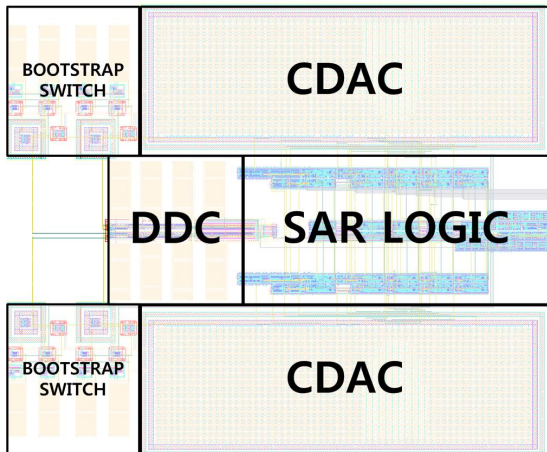 BOOTSTRAP
SWITCH
CDAC
DDC
SAR LOGIC
BOOTSTRAP
SWITCH
CDAC